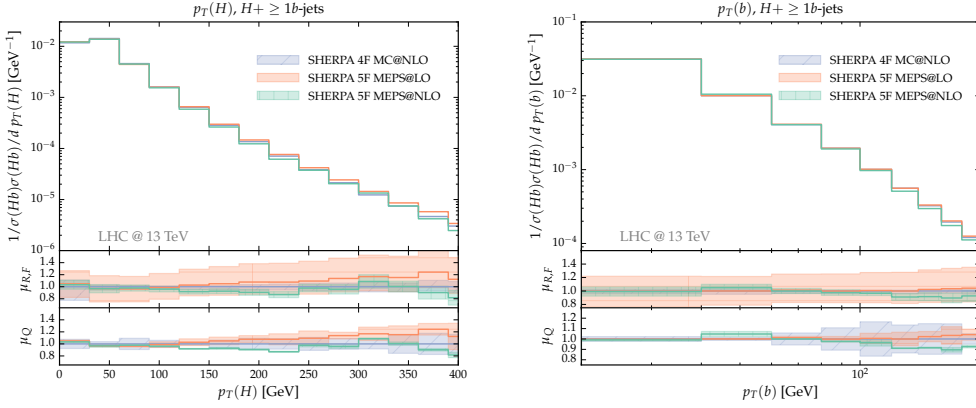 p_T(H), H+ ≥ 1b-jets
1/σ(Hb)σ(Hb)/d p_T(H) [GeV⁻¹]
10⁻²
10⁻³
10⁻⁴
10⁻⁵
10⁻⁶
SHERPA 4F MC@NLO
SHERPA 5F MEPS@LO
SHERPA 5F MEPS@NLO
LHC @ 13 TeV
μ_{R,F}
1.4
1.2
1.0
0.8
μ_Q
1.4
1.2
1.0
0.8
0 50 100 150 200 250 300 350 400
p_T(H) [GeV]
p_T(b), H+ ≥ 1b-jets
1/σ(Hb)σ(Hb)/d p_T(b) [GeV⁻¹]
10⁻¹
10⁻²
10⁻³
10⁻⁴
SHERPA 4F MC@NLO
SHERPA 5F MEPS@LO
SHERPA 5F MEPS@NLO
LHC @ 13 TeV
μ_{R,F}
1.4
1.2
1.0
0.8
μ_Q
1.2
1.1
1.0
0.9
0.8
10²
p_T(b) [GeV]